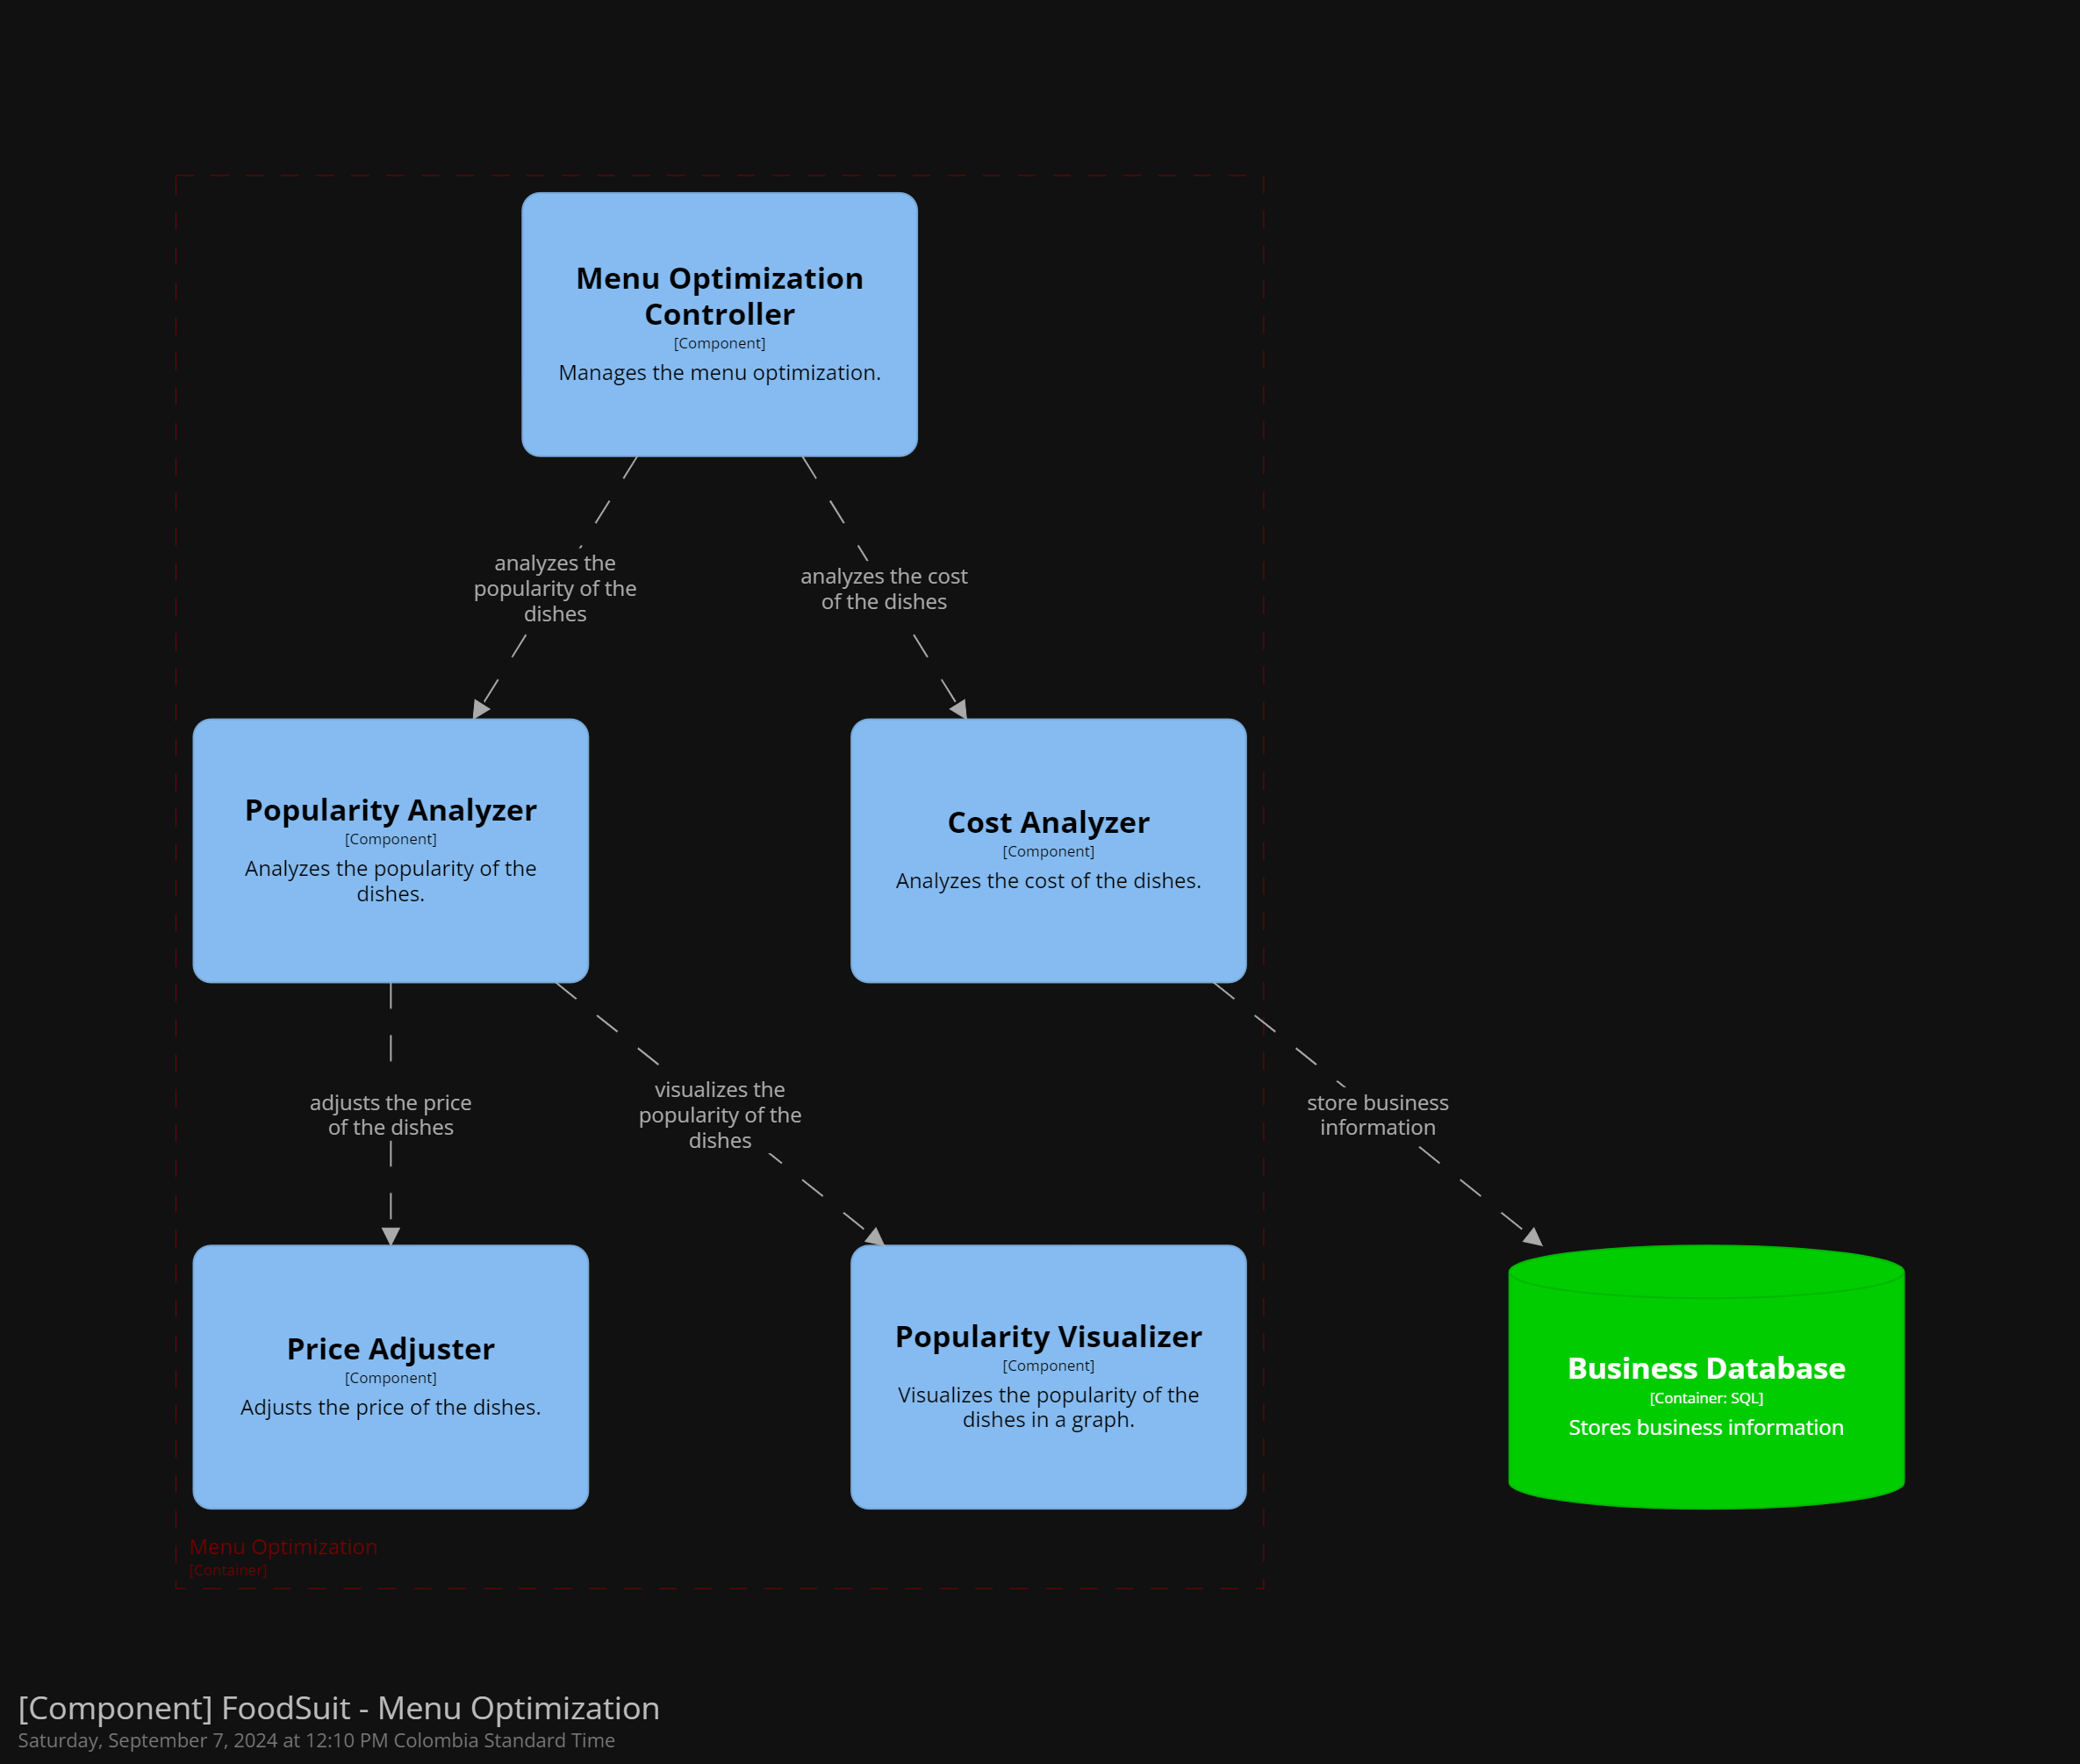 Menu Optimization
Controller
[Component]
Manages the menu optimization.
analyzes the
popularity of the
dishes
analyzes the cost
of the dishes
Popularity Analyzer
[Component]
Analyzes the popularity of the
dishes.
Cost Analyzer
[Component]
Analyzes the cost of the dishes.
adjusts the price
of the dishes
visualizes the
popularity of the
dishes
store business
information
Price Adjuster
[Component]
Adjusts the price of the dishes.
Popularity Visualizer
[Component]
Visualizes the popularity of the
dishes in a graph.
Business Database
[Container: SQL]
Stores business information
Menu Optimization
[Container]
[Component] FoodSuit - Menu Optimization
Saturday, September 7, 2024 at 12:10 PM Colombia Standard Time